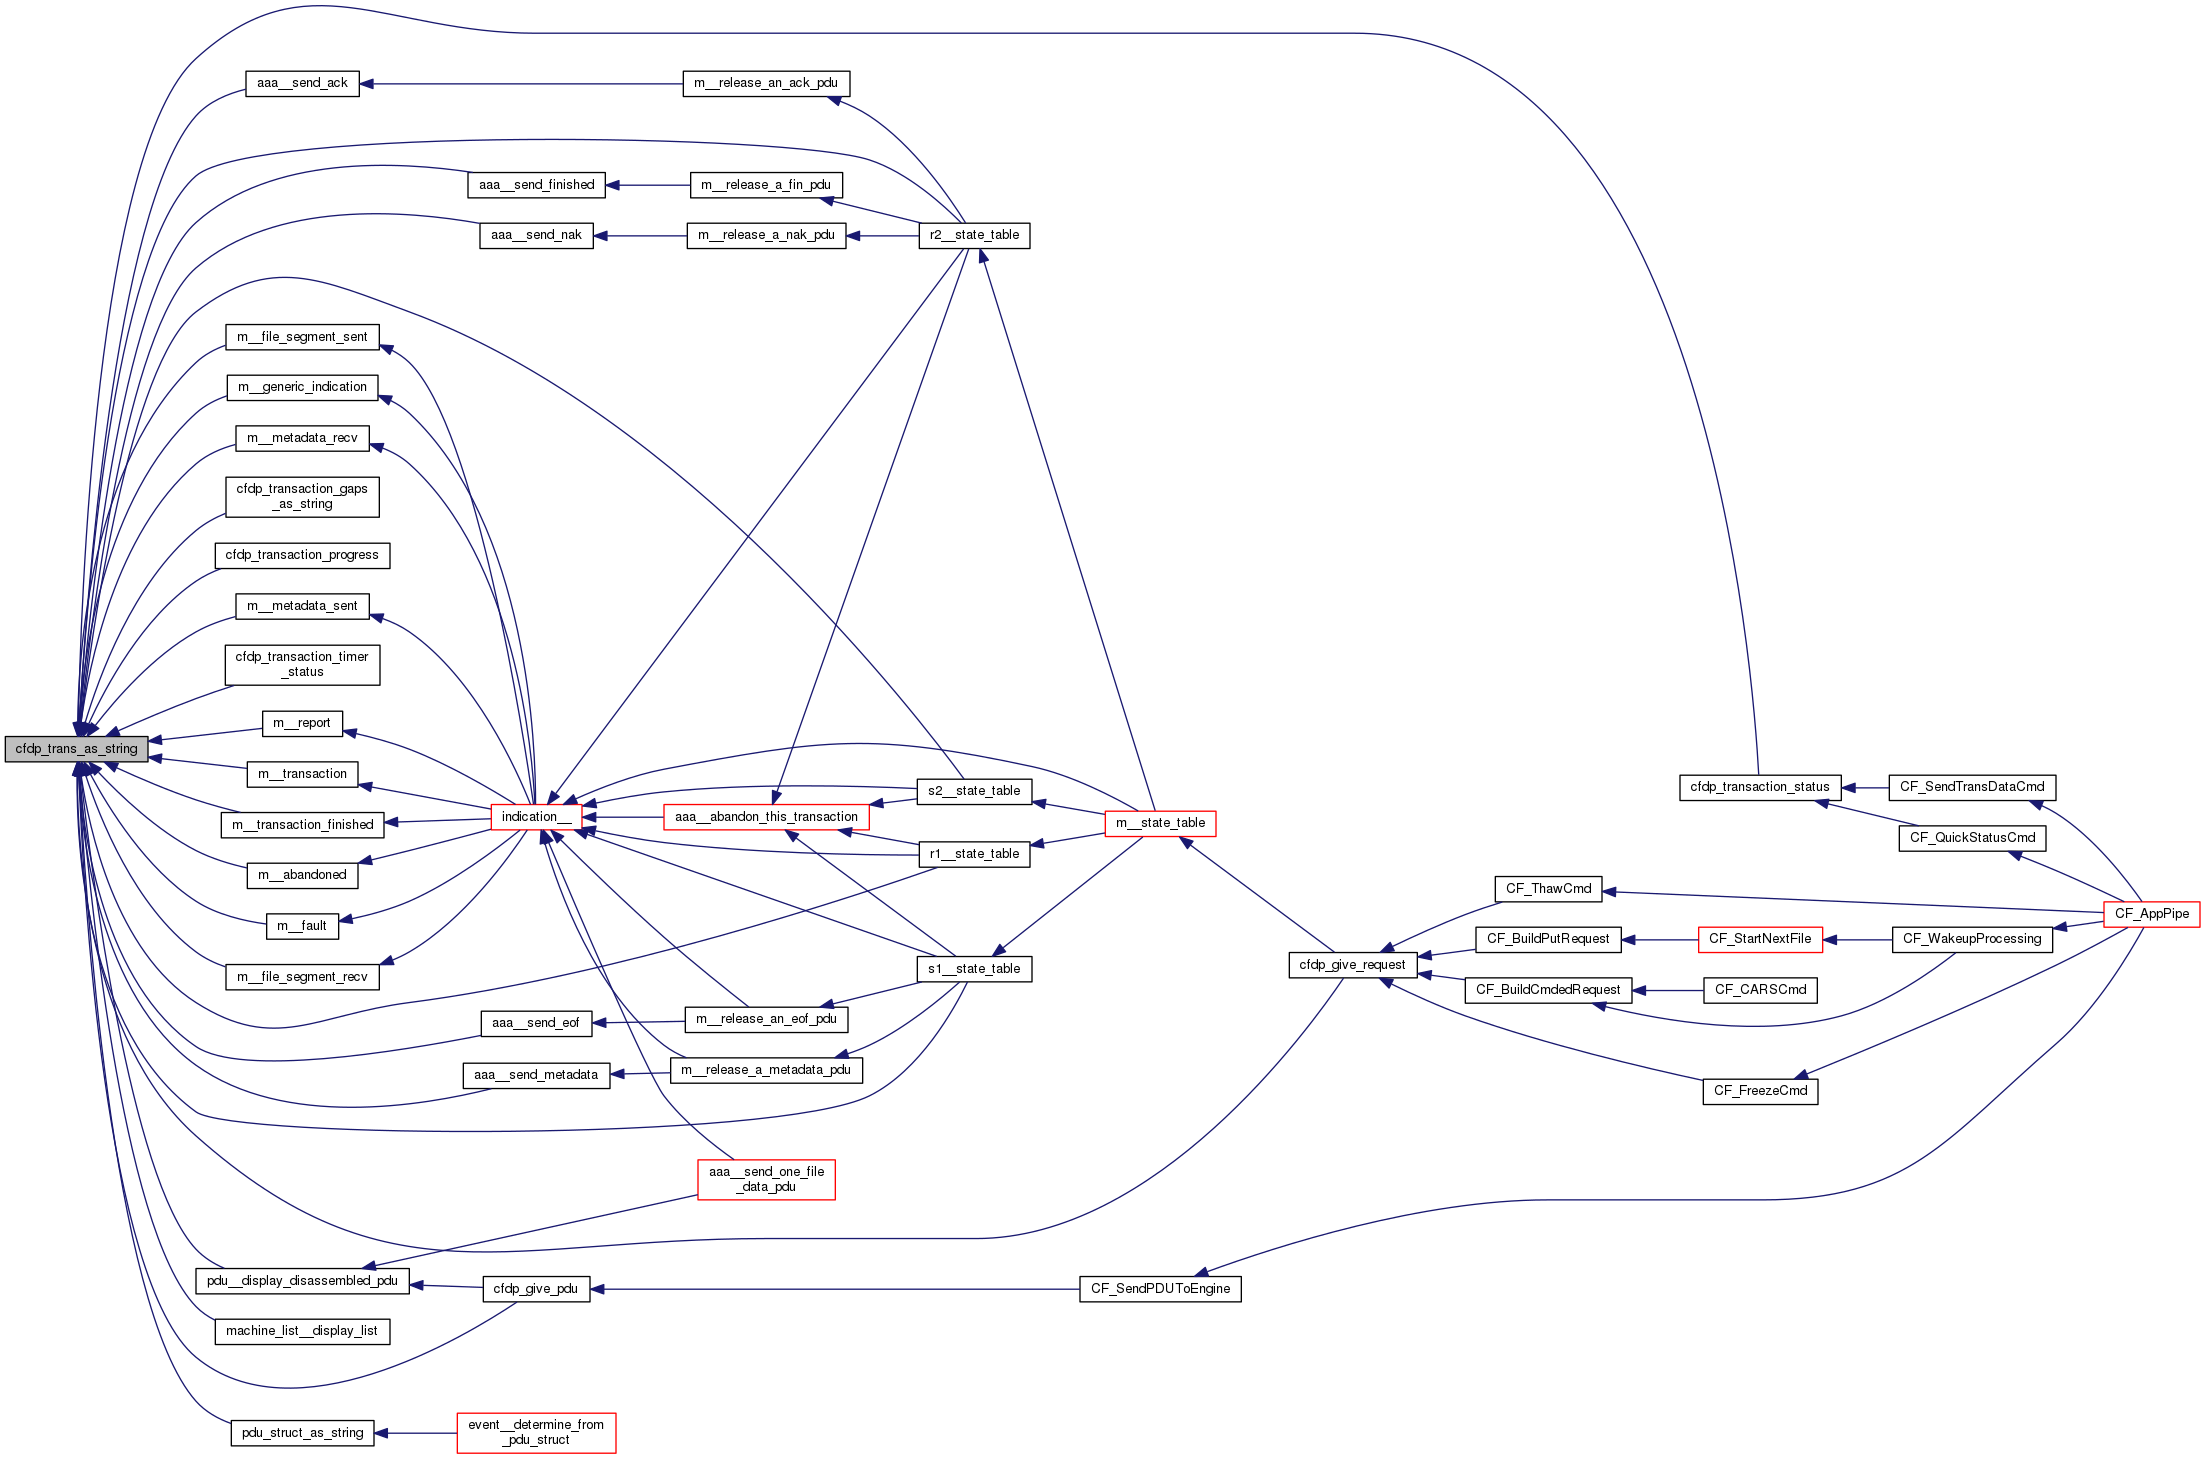 aaa__send_ack
m__release_an_ack_pdu
aaa__send_finished
m__release_a_fin_pdu
aaa__send_nak
m__release_a_nak_pdu
r2__state_table
m__file_segment_sent
m__generic_indication
m__metadata_recv
cfdp_transaction_gaps
_as_string
cfdp_transaction_progress
m__metadata_sent
cfdp_transaction_timer
_status
m__report
cfdp_trans_as_string
m__transaction
m__transaction_finished
m__abandoned
m__fault
m__file_segment_recv
indication__
aaa__abandon_this_transaction
s2__state_table
r1__state_table
m__state_table
s1__state_table
cfdp_transaction_status
CF_SendTransDataCmd
CF_QuickStatusCmd
CF_ThawCmd
CF_AppPipe
CF_BuildPutRequest
CF_StartNextFile
CF_WakeupProcessing
cfdp_give_request
CF_BuildCmdedRequest
CF_CARSCmd
CF_FreezeCmd
aaa__send_eof
m__release_an_eof_pdu
aaa__send_metadata
m__release_a_metadata_pdu
aaa__send_one_file
_data_pdu
pdu__display_disassembled_pdu
cfdp_give_pdu
CF_SendPDUToEngine
machine_list__display_list
pdu_struct_as_string
event__determine_from
_pdu_struct